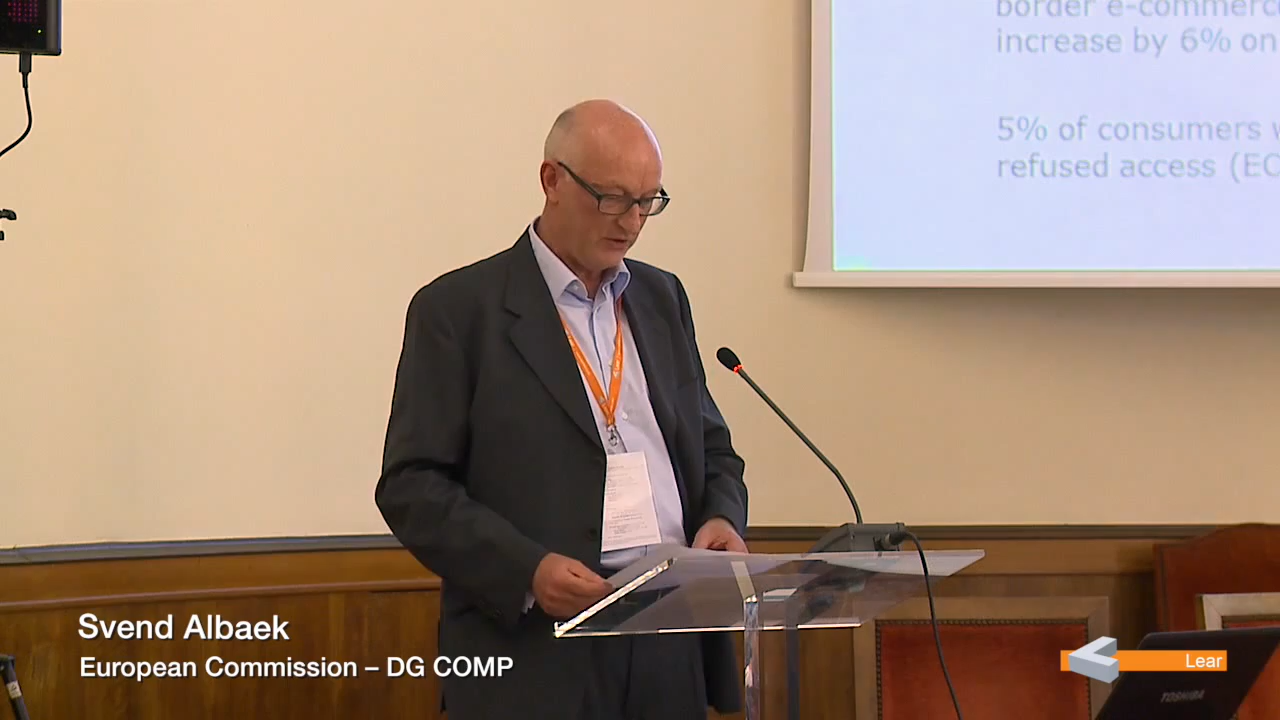 border e-commerce
increase by 6% on
5% of consumers
refused access (EC
Svend Albaek
European Commission – DG COMP
Lear
TOSHIBA